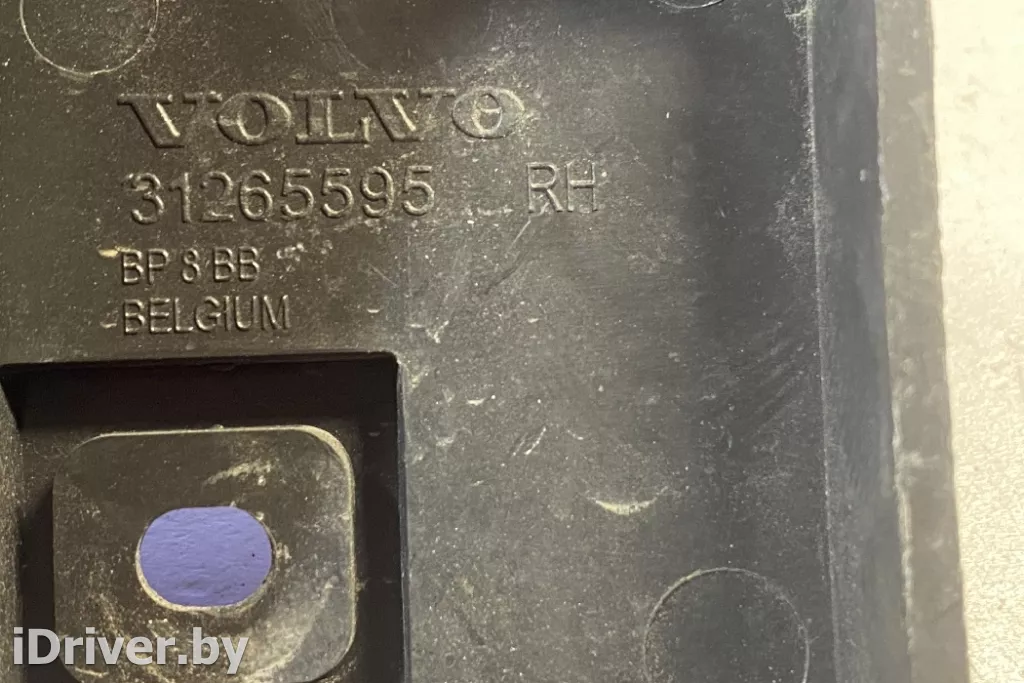 VOLVO
31265595 RH
BP 8 BB
BELGIUM
iDriver.by